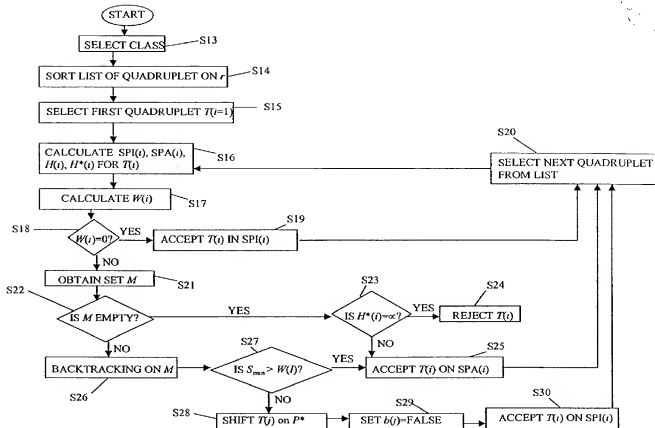 START
SELECT CLASS
S13
SORT LIST OF QUADRUPLET ON r
S14
SELECT FIRST QUADRUPLET T(i=1)
S15
CALCULATE SPI(i), SPA(i),
H(i), H*(i) FOR T(i)
S16
S20
SELECT NEXT QUADRUPLET
FROM LIST
CALCULATE W(i)
S17
S18
W(i)=0?
YES
ACCEPT T(i) IN SPI(i)
S19
NO
OBTAIN SET M
S21
S22
IS M EMPTY?
YES
S23
IS H*(i)=∝?
YES
S24
REJECT T(i)
NO
NO
BACKTRACKING ON M
S26
S27
IS Smin > W(I)?
YES
ACCEPT T(i) ON SPA(i)
S25
NO
S28
SHIFT T(j) on P*
S29
SET b(j)=FALSE
S30
ACCEPT T(i) ON SPI(i)